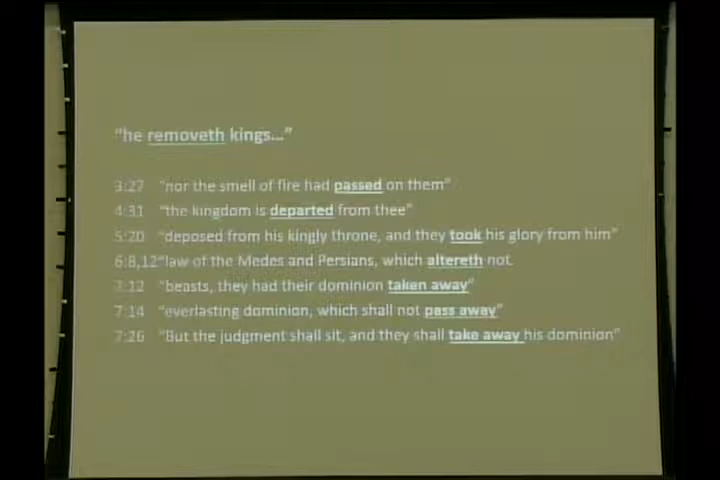 "he removeth kings..."
3:27 "nor the smell of fire had passed on them"
4:31 "the kingdom is departed from thee"
5:20 "deposed from his kingly throne, and they took his glory from him"
6:8,12 "law of the Medes and Persians, which altereth not.
7:12 "beasts, they had their dominion taken away"
7:14 "everlasting dominion, which shall not pass away"
7:26 "But the judgment shall sit, and they shall take away his dominion"